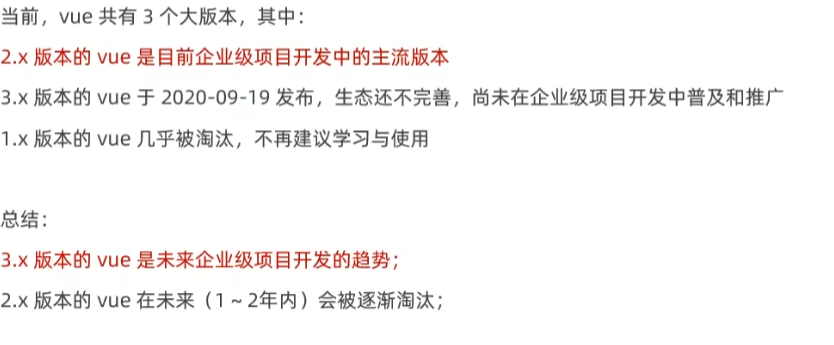 当前，vue 共有 3 个大版本，其中：
2.x 版本的 vue 是目前企业级项目开发中的主流版本
3.x 版本的 vue 于 2020-09-19 发布，生态还不完善，尚未在企业级项目开发中普及和推广
1.x 版本的 vue 几乎被淘汰，不再建议学习与使用
总结：
3.x 版本的 vue 是未来企业级项目开发的趋势；
2.x 版本的 vue 在未来（1 ~ 2年内）会被逐渐淘汰；